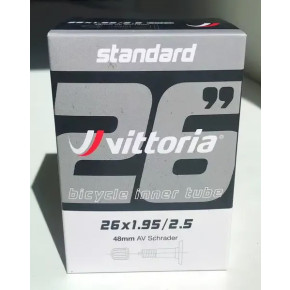 standard
26”
vittoria®
bicycle inner tube
26x1.95/2.5
48mm AV Schrader